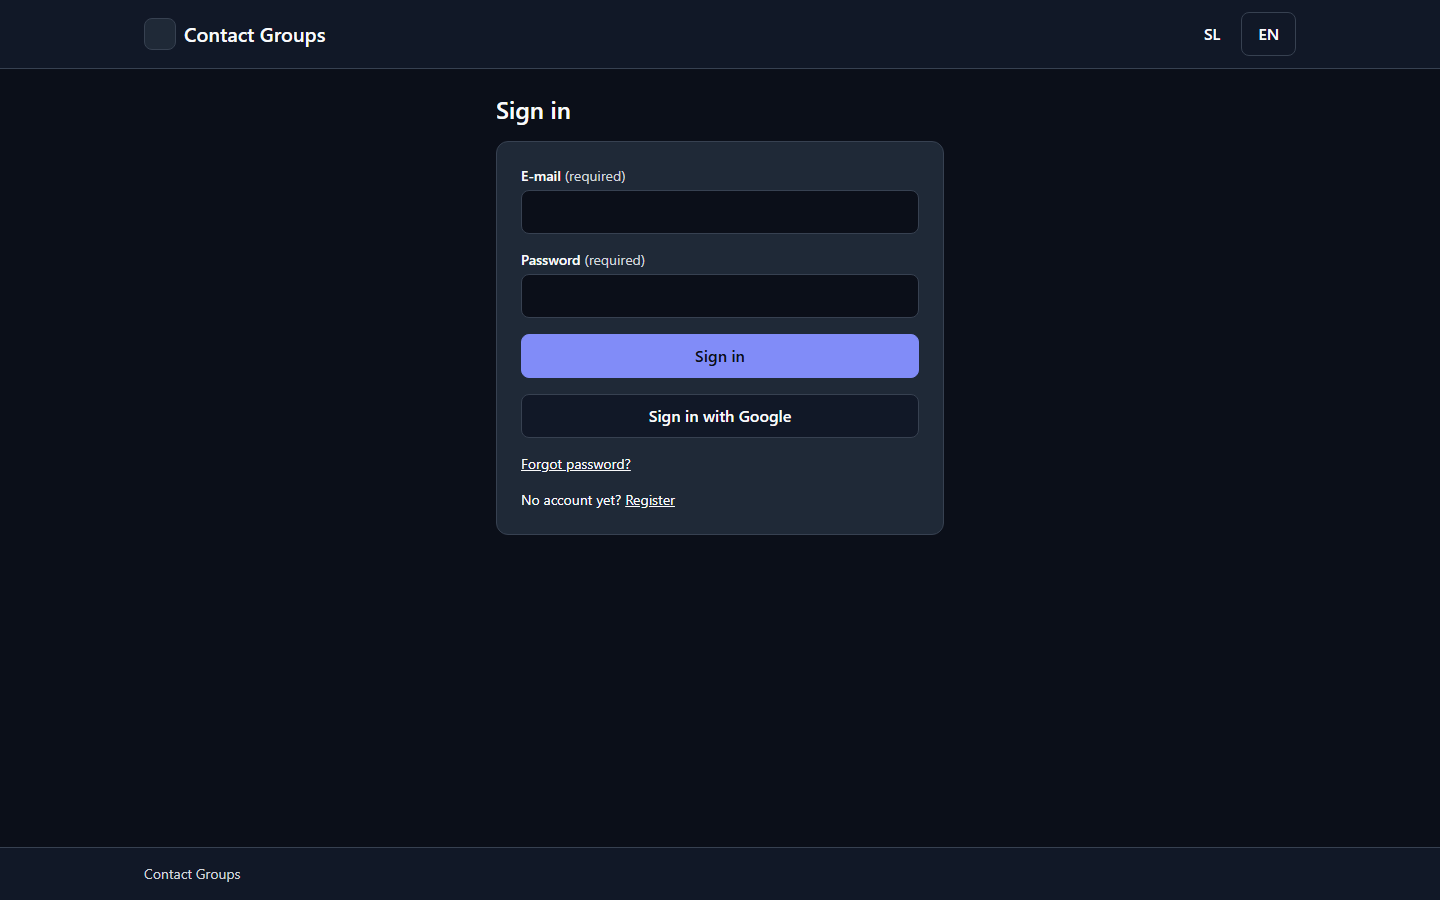 Contact Groups
SL
EN
Sign in
E-mail (required)
Password (required)
Sign in
Sign in with Google
Forgot password?
No account yet? Register
Contact Groups